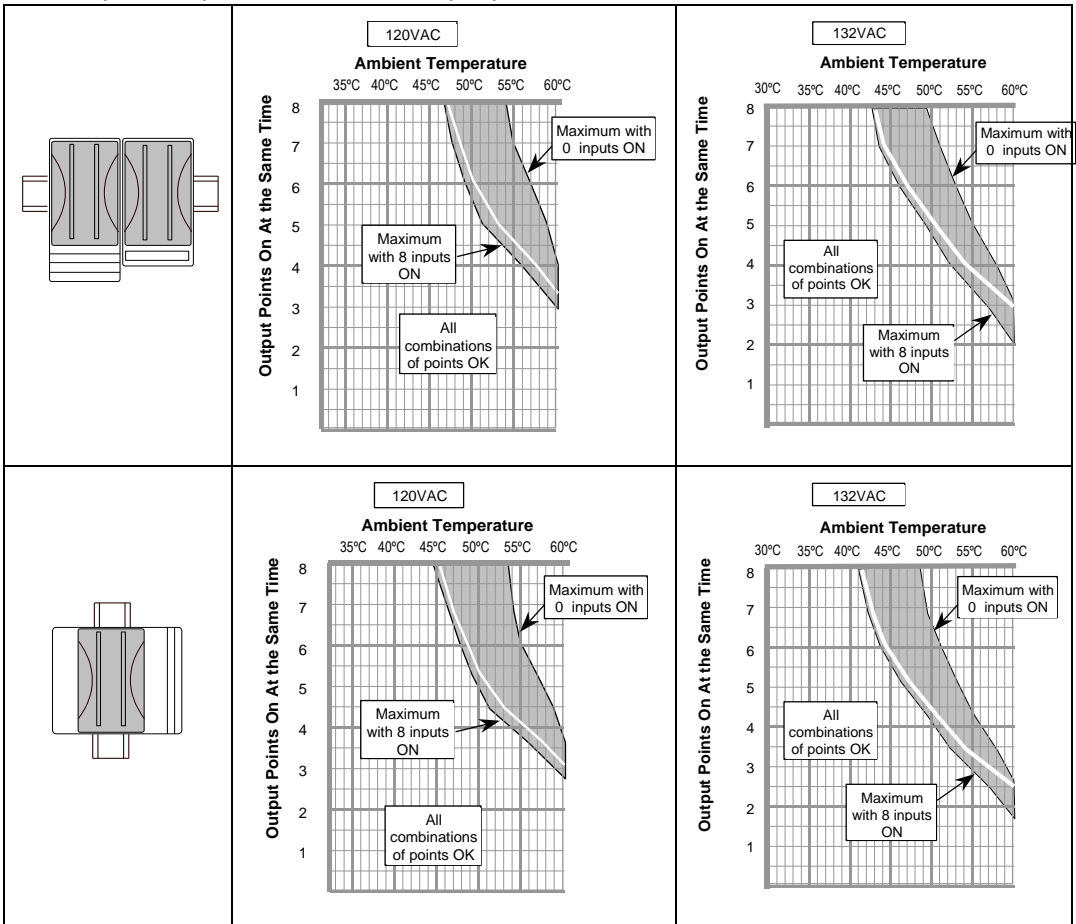 120VAC
Ambient Temperature
35ºC 40ºC 45ºC 50ºC 55ºC 60ºC
Output Points On At the Same Time
8
7
6
5
4
3
2
1
Maximum with
0 inputs ON
Maximum
with 8 inputs
ON
All
combinations
of points OK
132VAC
Ambient Temperature
30ºC 35ºC 40ºC 45ºC 50ºC 55ºC 60ºC
Output Points On At the Same Time
8
7
6
5
4
3
2
1
Maximum with
0 inputs ON
All
combinations
of points OK
Maximum
with 8 inputs
ON
120VAC
Ambient Temperature
35ºC 40ºC 45ºC 50ºC 55ºC 60ºC
Output Points On At the Same Time
8
7
6
5
4
3
2
1
Maximum with
0 inputs ON
Maximum
with 8 inputs
ON
All
combinations
of points OK
132VAC
Ambient Temperature
30ºC 35ºC 40ºC 45ºC 50ºC 55ºC 60ºC
Output Points On At the Same Time
8
7
6
5
4
3
2
1
Maximum with
0 inputs ON
All
combinations
of points OK
Maximum
with 8 inputs
ON